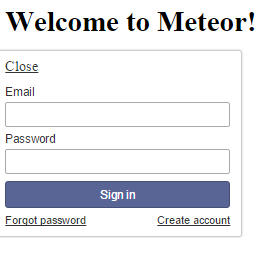 Welcome to Meteor!
Close
Email
Password
Sign in
Forgot password Create account